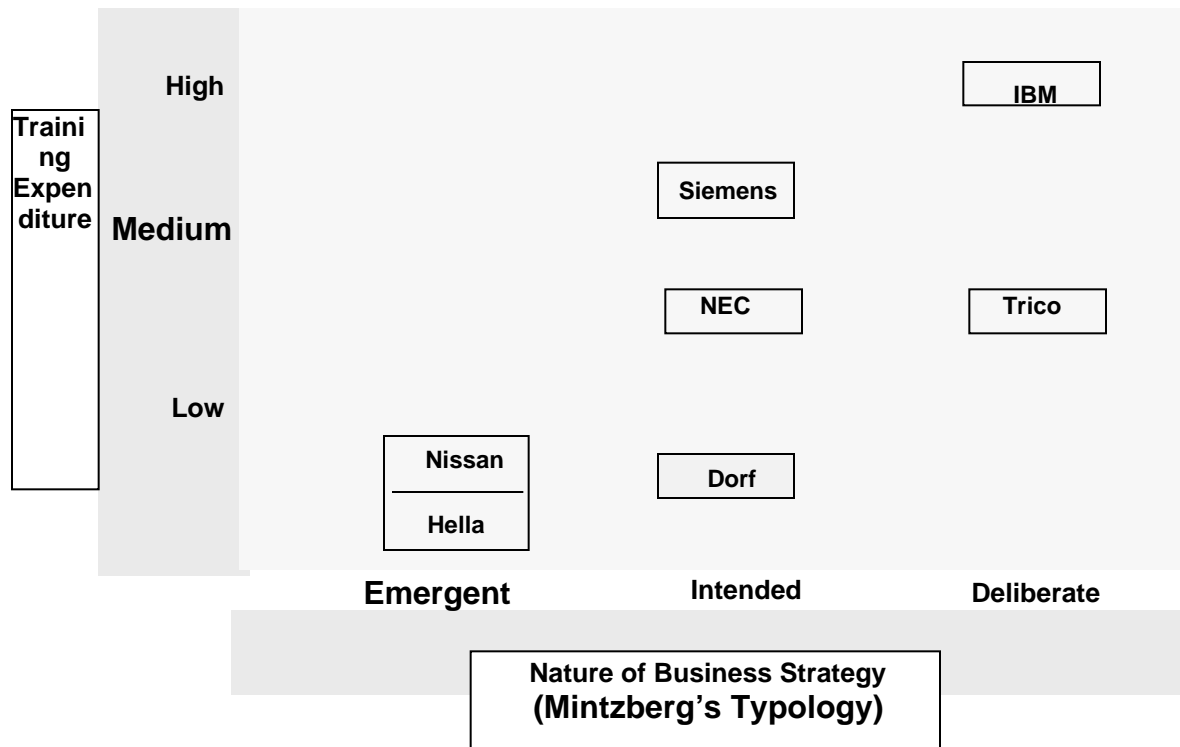 High
IBM
Traini
ng
Expen
diture
Siemens
Medium
NEC
Trico
Low
Nissan
Dorf
Hella
Emergent
Intended
Deliberate
Nature of Business Strategy
(Mintzberg’s Typology)